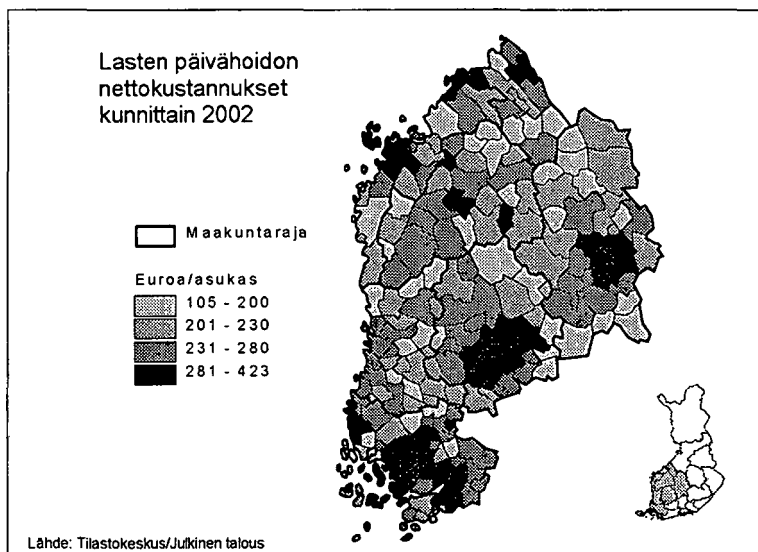 Lasten päivähoidon
nettokustannukset
kunnittain 2002
Maakuntaraja
Euroa/asukas
105 - 200
201 - 230
231 - 280
281 - 423
Lähde: Tilastokeskus/Julkinen talous